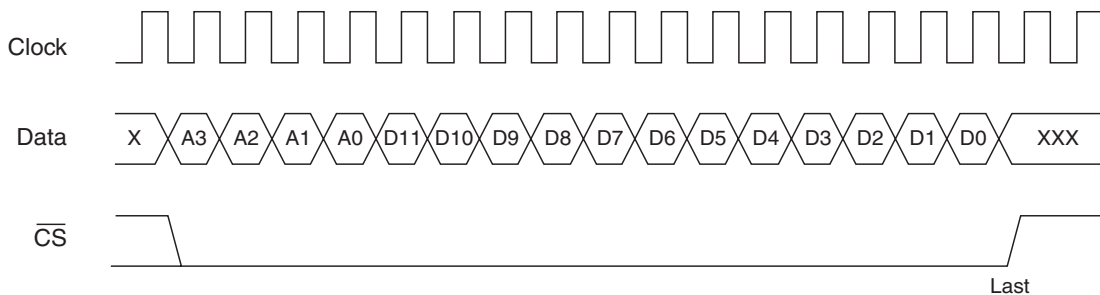 Clock
Data X A3 A2 A1 A0 D11 D10 D9 D8 D7 D6 D5 D4 D3 D2 D1 D0 XXX
CS
Last